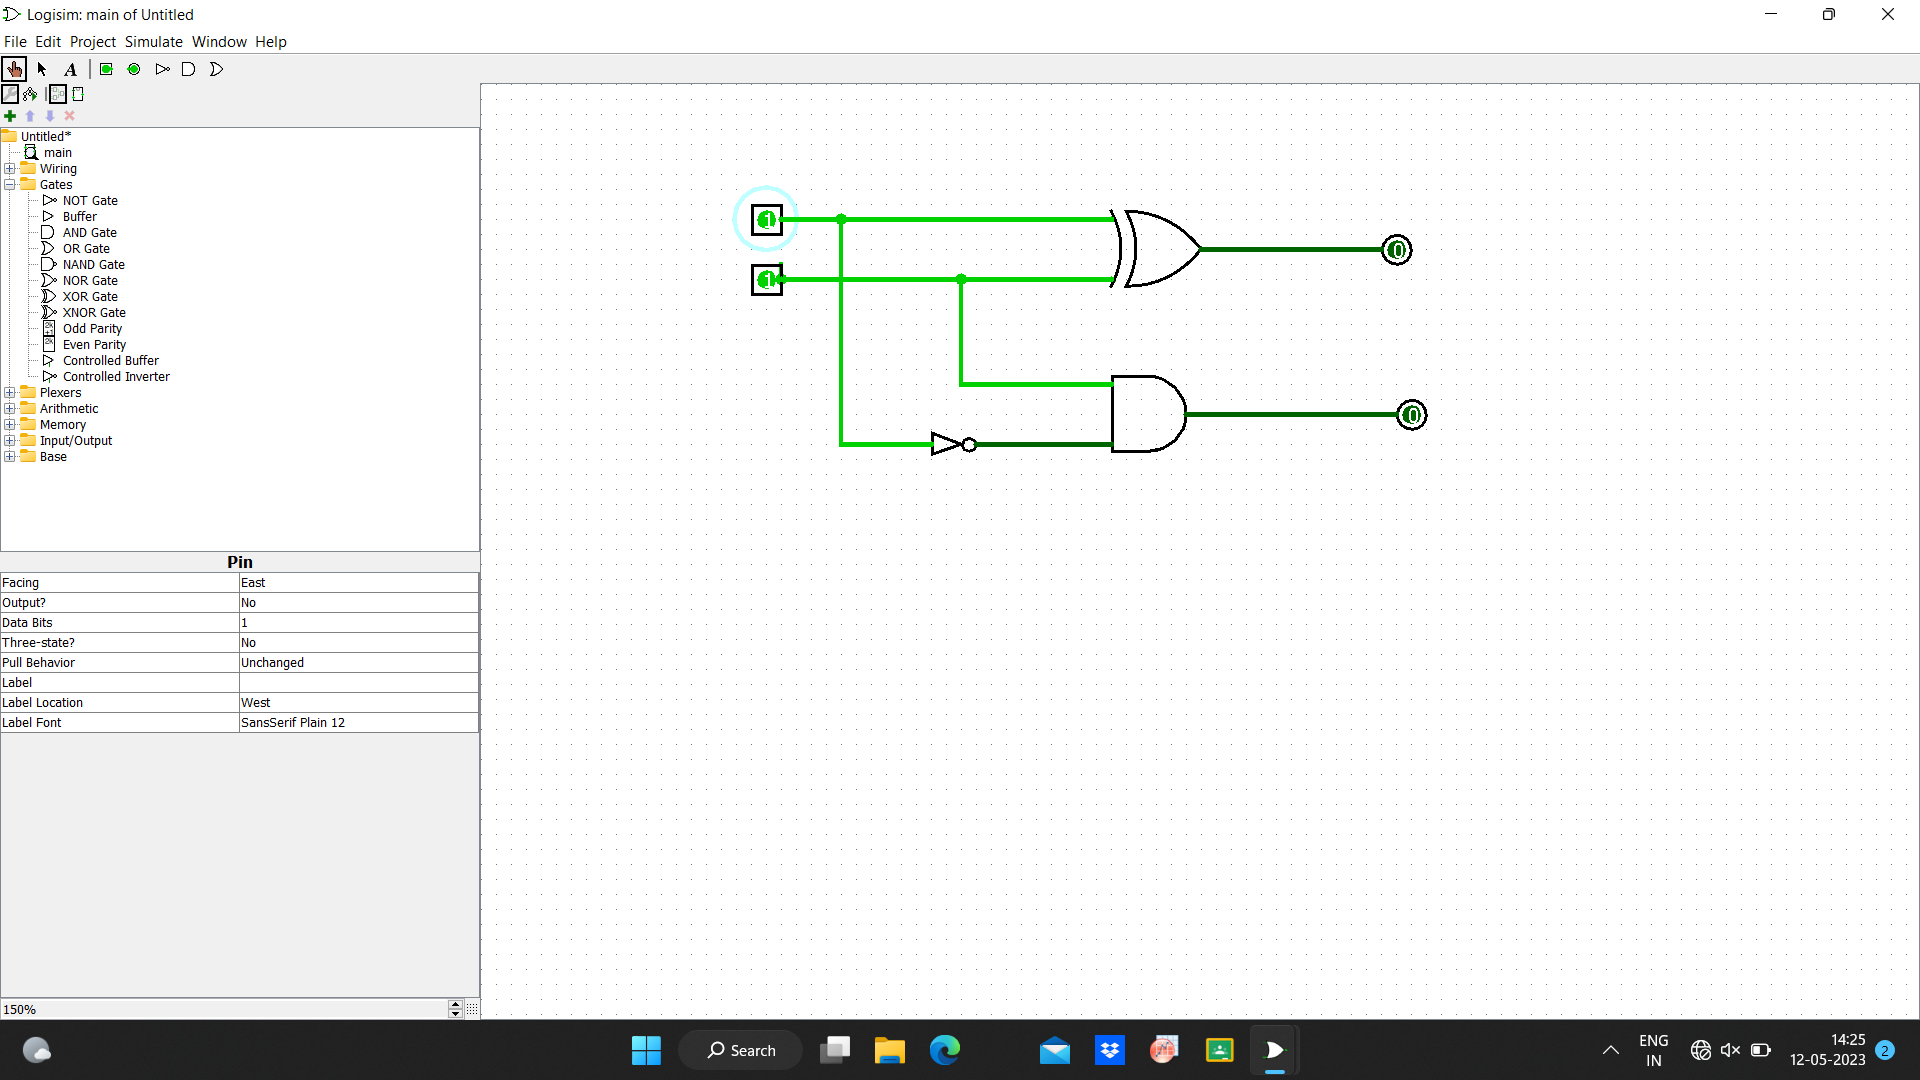 Logisim: main of Untitled
File Edit Project Simulate Window Help
A
Untitled*
main
Wiring
Gates
NOT Gate
Buffer
AND Gate
OR Gate
NAND Gate
NOR Gate
XOR Gate
XNOR Gate
Odd Parity
Even Parity
Controlled Buffer
Controlled Inverter
Plexers
Arithmetic
Memory
Input/Output
Base
1
0
1
0
Pin
Facing East
Output? No
Data Bits 1
Three-state? No
Pull Behavior Unchanged
Label
Label Location West
Label Font SansSerif Plain 12
150%
Search
ENG
IN
14:25
12-05-2023
2